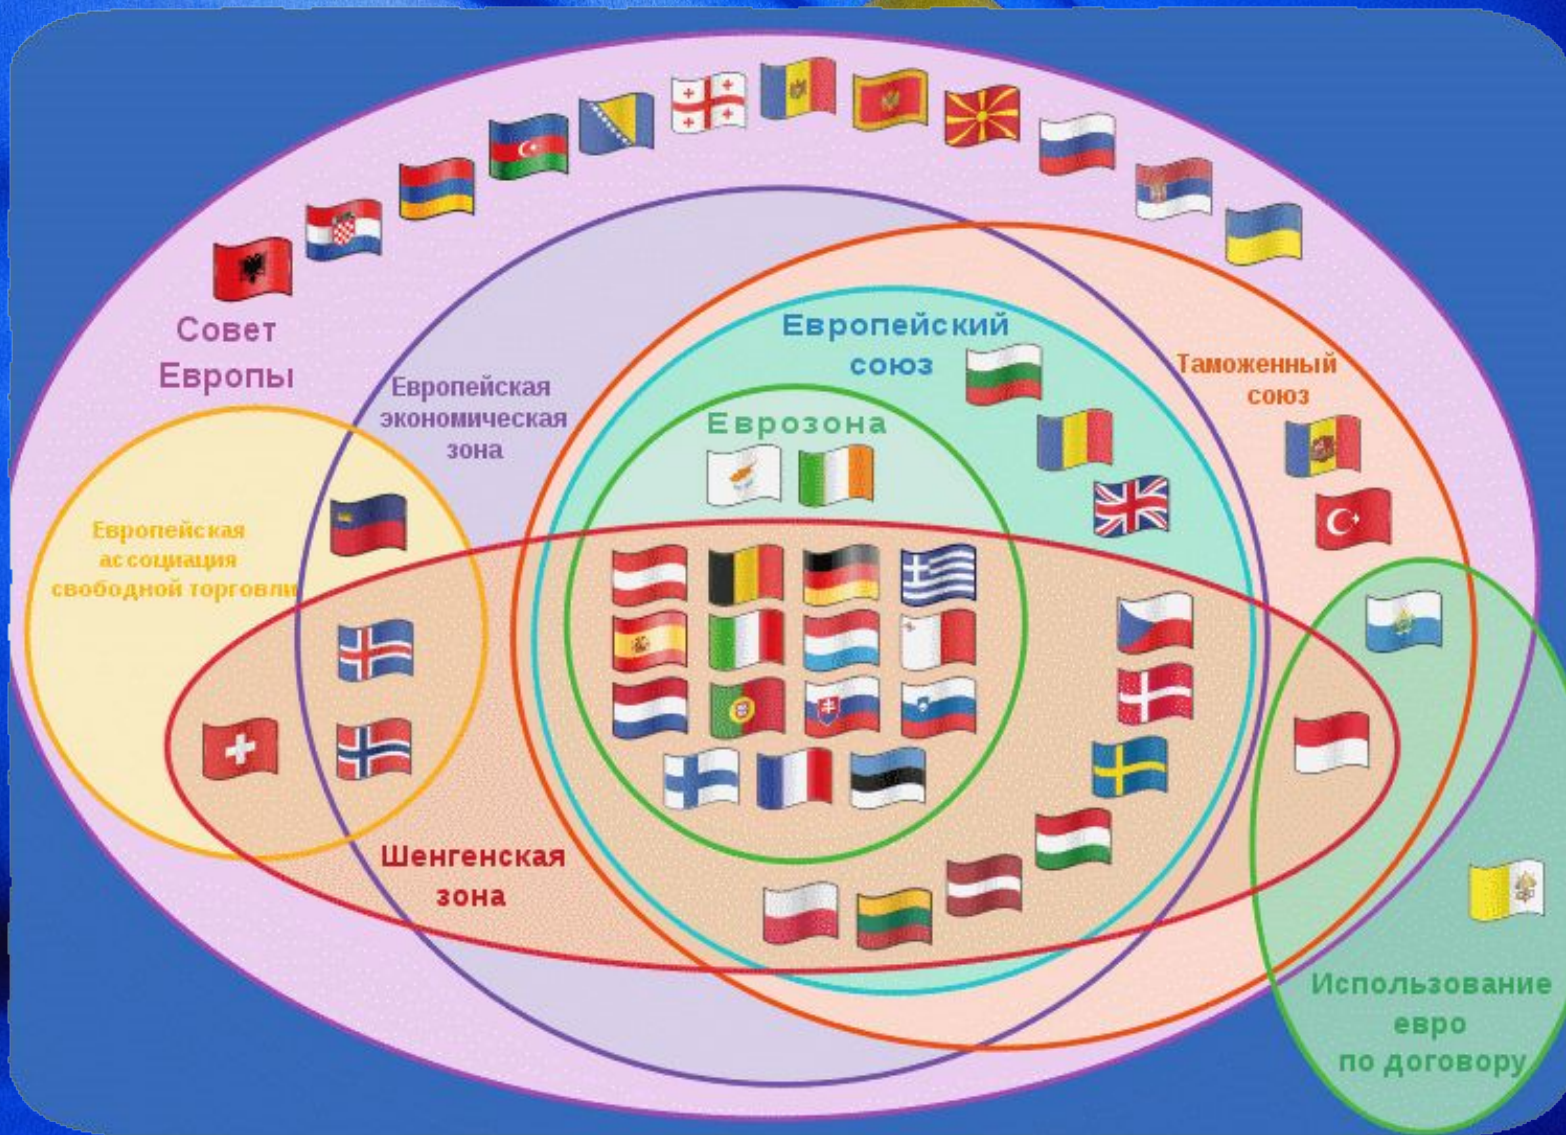 Совет
Европы
Европейская
экономическая
зона
Европейский
союз
Таможенный
союз
Еврозона
Европейская
ассоциация
свободной торговли
Шенгенская
зона
Использование
евро
по договору